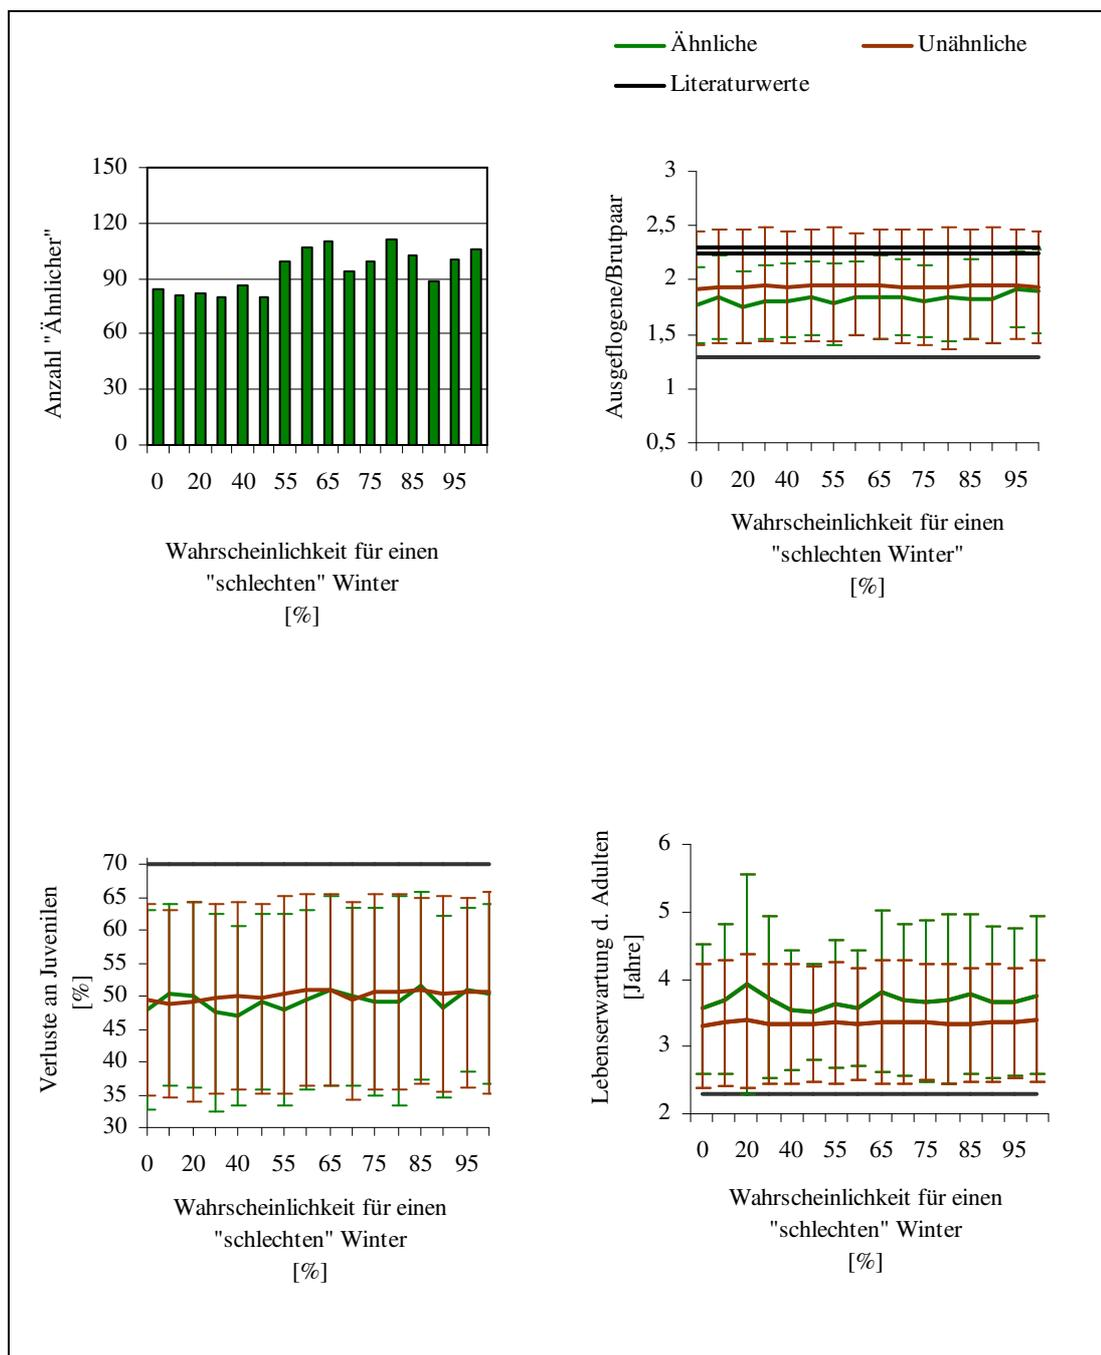 Ähnliche Unähnliche
Literaturwerte
Anzahl "Ähnlicher"
150
120
90
60
30
0
0 20 40 55 65 75 85 95
Wahrscheinlichkeit für einen
"schlechten" Winter
[%]
Ausgeflogene/Brutpaar
3
2,5
2
1,5
1
0,5
0 20 40 55 65 75 85 95
Wahrscheinlichkeit für einen
"schlechten Winter"
[%]
Verluste an Juvenilen
[%]
70
65
60
55
50
45
40
35
30
0 20 40 55 65 75 85 95
Wahrscheinlichkeit für einen
"schlechten" Winter
[%]
Lebenserwartung d. Adulten
[Jahre]
6
5
4
3
2
0 20 40 55 65 75 85 95
Wahrscheinlichkeit für einen
"schlechten" Winter
[%]